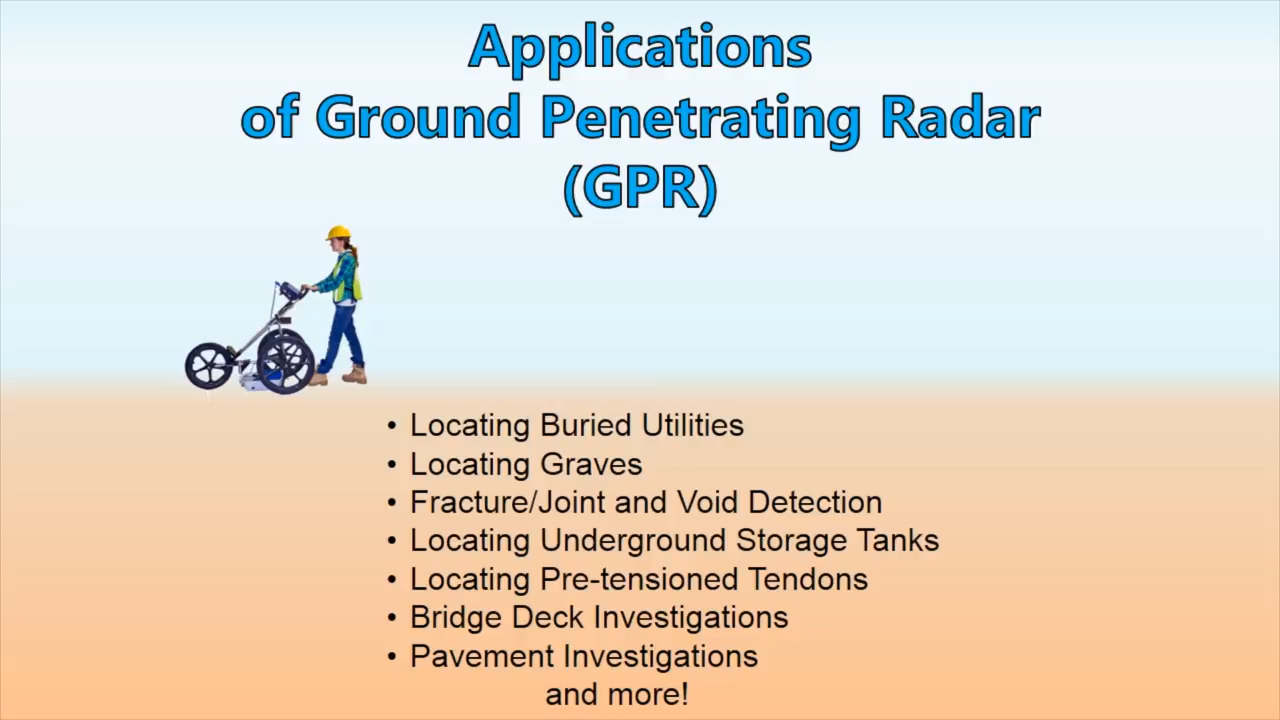 Applications
of Ground Penetrating Radar
(GPR)
• Locating Buried Utilities
• Locating Graves
• Fracture/Joint and Void Detection
• Locating Underground Storage Tanks
• Locating Pre-tensioned Tendons
• Bridge Deck Investigations
• Pavement Investigations
and more!